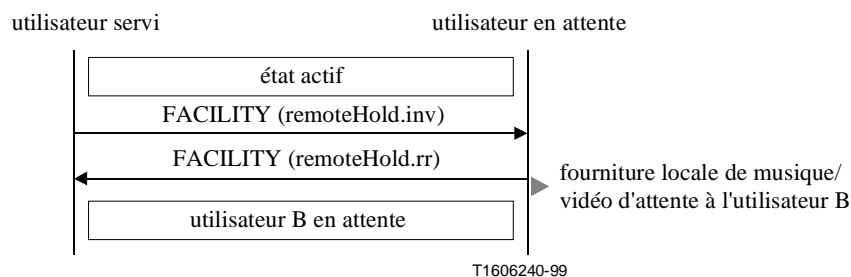 utilisateur servi
utilisateur en attente
état actif
FACILITY (remoteHold.inv)
FACILITY (remoteHold.rr)
fourniture locale de musique/
vidéo d'attente à l'utilisateur B
utilisateur B en attente
T1606240-99